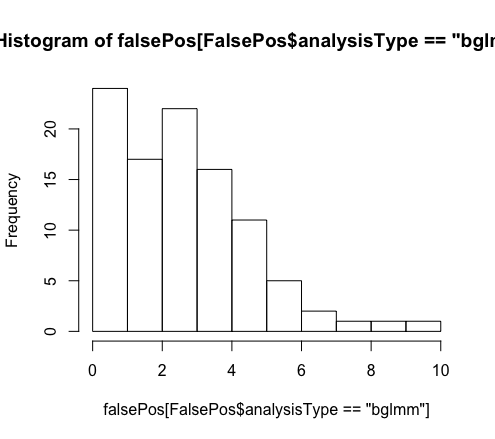 Histogram of falsePos[FalsePos$analysisType == "bglm
Frequency
20
15
10
5
0
0 2 4 6 8 10
falsePos[FalsePos$analysisType == "bglmm"]